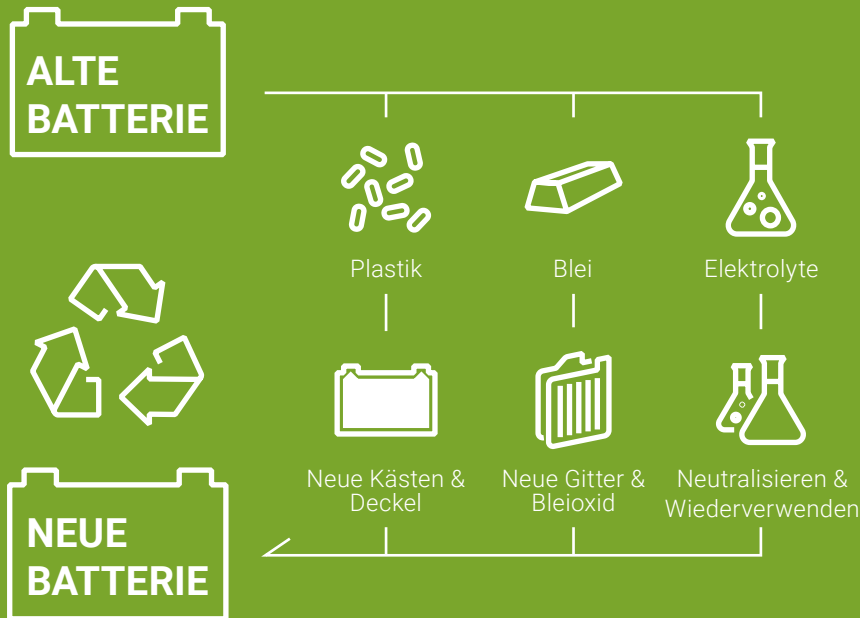 ALTE
BATTERIE
Plastik
Blei
Elektrolyte
Neue Kästen &
Deckel
Neue Gitter &
Bleioxid
Neutralisieren &
Wiederverwenden
NEUE
BATTERIE